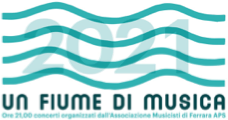 2021
UN FIUME DI MUSICA
Ore 21,00 concerti organizzati dall'Associazione Musicisti di Ferrara APS